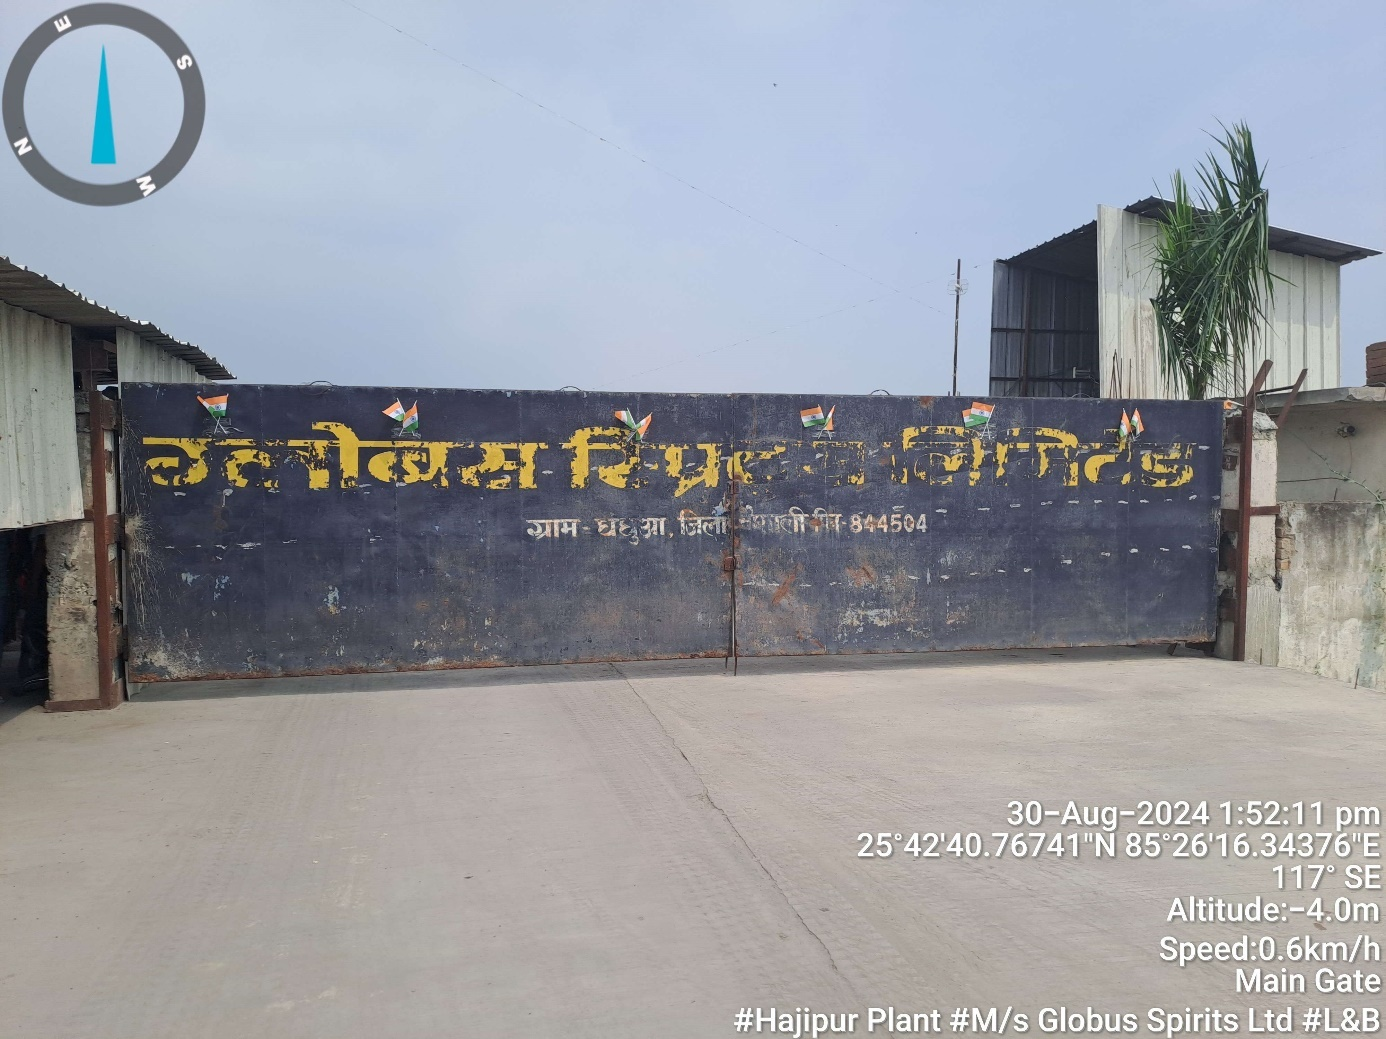 E
S
N
W
ग्लोबस स्प्रिट्स लिमिटेड
ग्राम - घधुआ, जिला वैशाली पिन 844504
30-Aug-2024 1:52:11 pm
25°42'40.76741"N 85°26'16.34376"E
117° SE
Altitude:-4.0m
Speed:0.6km/h
Main Gate
#Hajipur Plant #M/s Globus Spirits Ltd #L&B